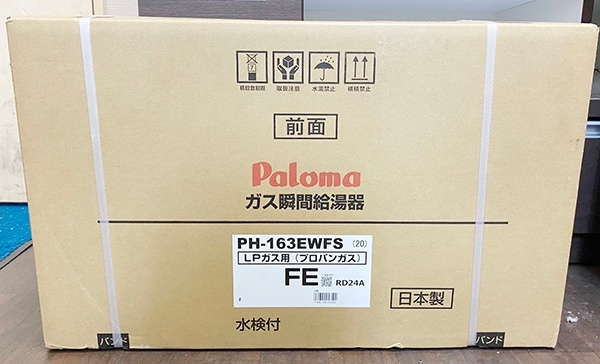 積段数制限 取扱注意 水濡禁止 横積禁止
前面
Paloma
ガス瞬間給湯器
PH-163EWFS (20)
LPガス用(プロパンガス)
FE RD24A
日本製
水検付
バンド バンド